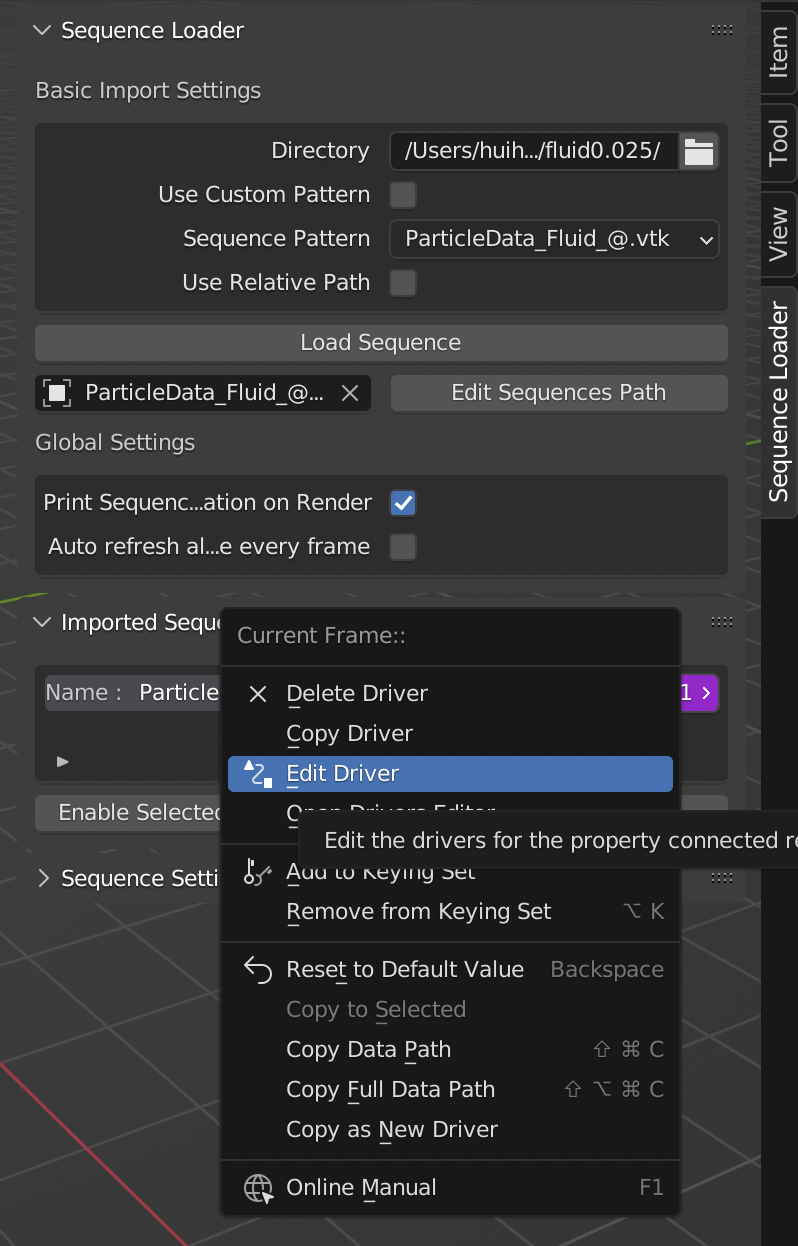 Sequence Loader
Item
Basic Import Settings
Directory /Users/huih.../fluid0.025/
Tool
Use Custom Pattern
Sequence Pattern ParticleData_Fluid_@.vtk
View
Use Relative Path
Load Sequence
Sequence Loader
ParticleData_Fluid_@... Edit Sequences Path
Global Settings
Print Sequenc...ation on Render
Auto refresh al...e every frame
Imported Sequ
Current Frame::
Name : Particle 1
Delete Driver
Copy Driver
Edit Driver
Enable Selected
Open Drivers Editor
Edit the drivers for the property connected
Add to Keying Set
Sequence Setti
Remove from Keying Set ⌥ K
Reset to Default Value Backspace
Copy to Selected
Copy Data Path ⇧ ⌘ C
Copy Full Data Path ⇧ ⌥ ⌘ C
Copy as New Driver
Online Manual F1